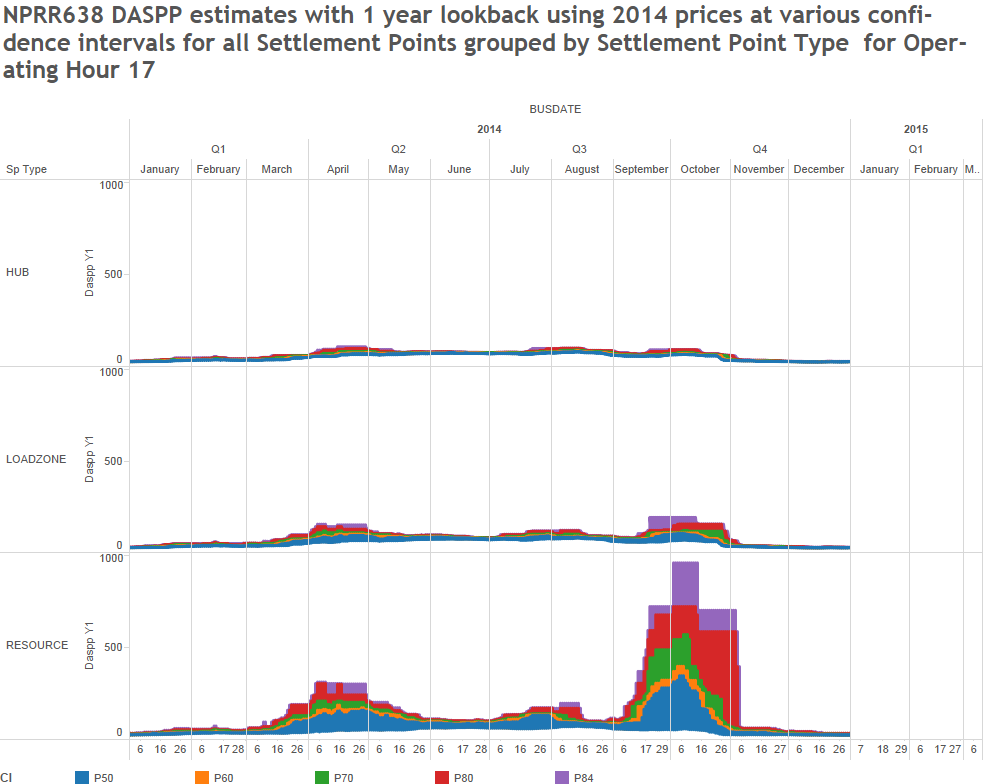 NPRR638 DASPP estimates with 1 year lookback using 2014 prices at various confi-
dence intervals for all Settlement Points grouped by Settlement Point Type for Oper-
ating Hour 17
BUSDATE
2014 2015
Q1 Q2 Q3 Q4 Q1
Sp Type January February March April May June July August September October November December January February M..
1000
HUB
Daspp Y1
500
0
1000
LOADZONE
Daspp Y1
500
0
1000
RESOURCE
Daspp Y1
500
0
6 16 26 6 17 28 6 16 26 6 16 26 6 16 26 6 17 28 6 16 26 6 16 26 6 17 29 6 16 26 6 16 27 6 16 26 7 18 29 6 17 27 6
CI P50 P60 P70 P80 P84